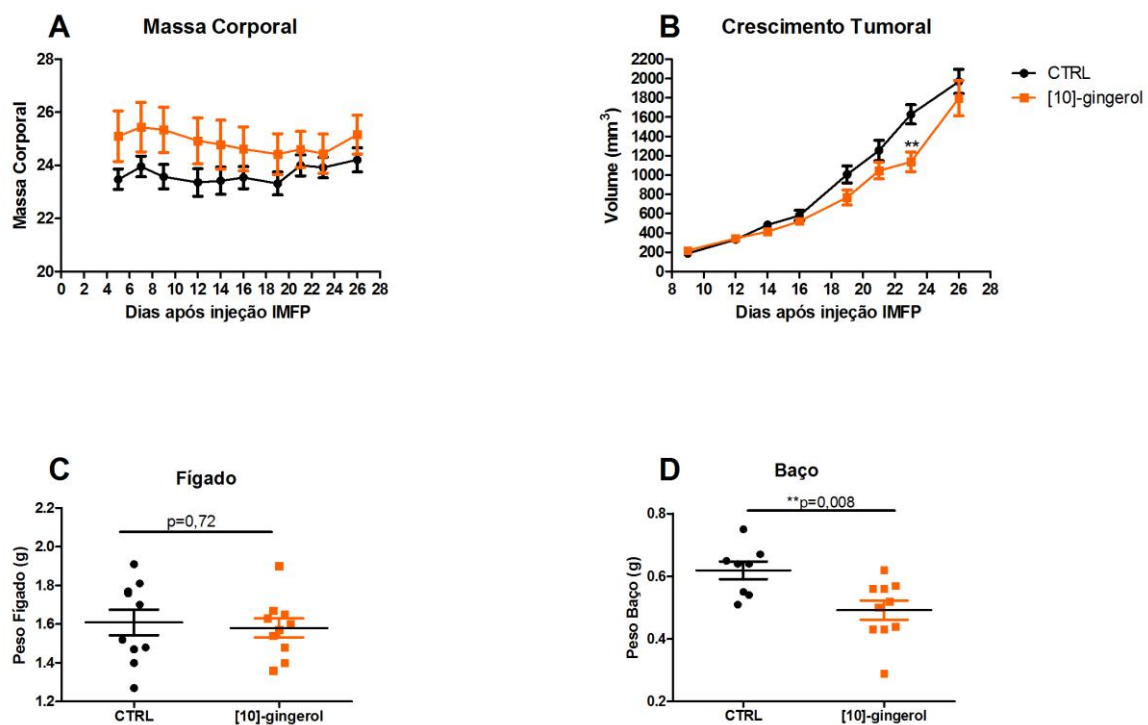 A
Massa Corporal
Massa Corporal
26
24
22
20
0 2 4 6 8 10 12 14 16 18 20 22 24 26 28
Dias após injeção IMFP
B
Crescimento Tumoral
Volume (mm³)
2200
2000
1800
1600
1400
1200
1000
800
600
400
200
0
**
8 10 12 14 16 18 20 22 24 26 28
Dias após injeção IMFP
CTRL
[10]-gingerol
C
Fígado
p=0,72
Peso Fígado (g)
2.2
2.0
1.8
1.6
1.4
1.2
CTRL [10]-gingerol
D
Baço
**p=0,008
Peso Baço (g)
0.8
0.6
0.4
0.2
CTRL [10]-gingerol